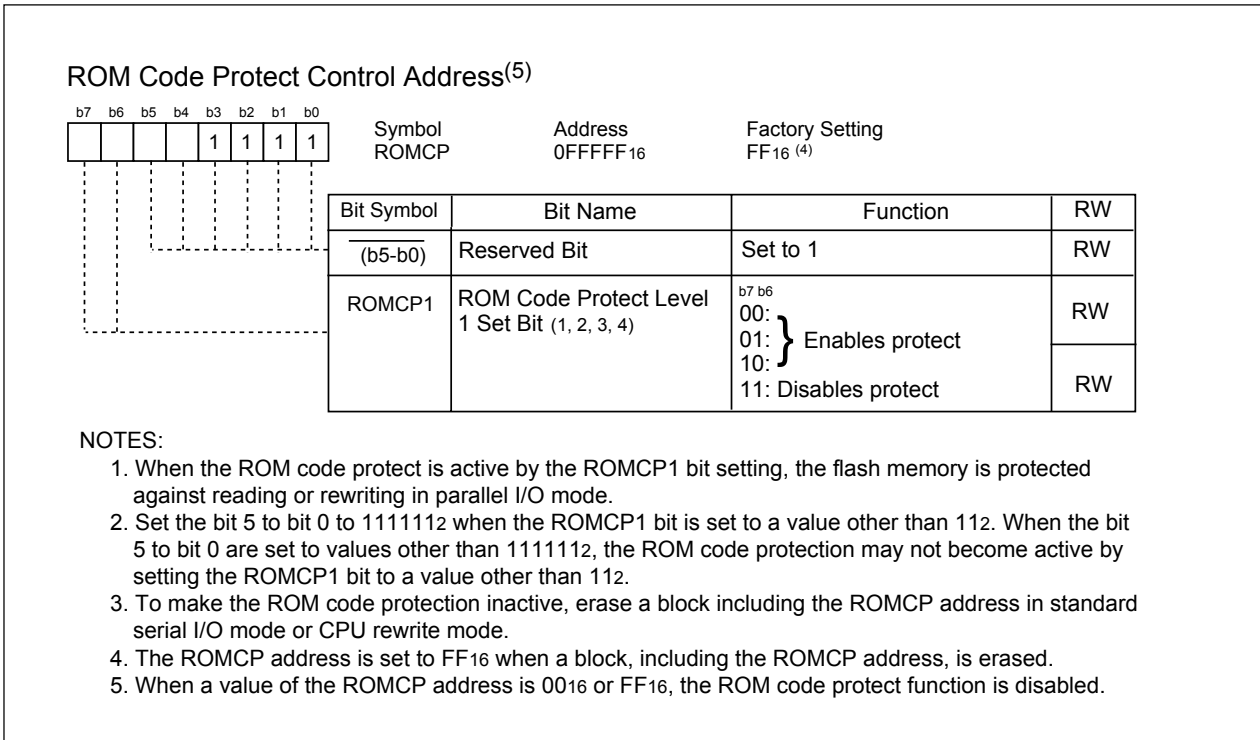 ROM Code Protect Control Address(5)
b7 b6 b5 b4 b3 b2 b1 b0
1 1 1 1
Symbol Address Factory Setting
ROMCP 0FFFFF16 FF16 (4)
Bit Symbol Bit Name Function RW
(b5-b0) Reserved Bit Set to 1 RW
ROMCP1 ROM Code Protect Level
1 Set Bit (1, 2, 3, 4)
b7 b6
00:
01: } Enables protect
10:
11: Disables protect
RW
RW
NOTES:
1. When the ROM code protect is active by the ROMCP1 bit setting, the flash memory is protected
against reading or rewriting in parallel I/O mode.
2. Set the bit 5 to bit 0 to 1111112 when the ROMCP1 bit is set to a value other than 112. When the bit
5 to bit 0 are set to values other than 1111112, the ROM code protection may not become active by
setting the ROMCP1 bit to a value other than 112.
3. To make the ROM code protection inactive, erase a block including the ROMCP address in standard
serial I/O mode or CPU rewrite mode.
4. The ROMCP address is set to FF16 when a block, including the ROMCP address, is erased.
5. When a value of the ROMCP address is 0016 or FF16, the ROM code protect function is disabled.